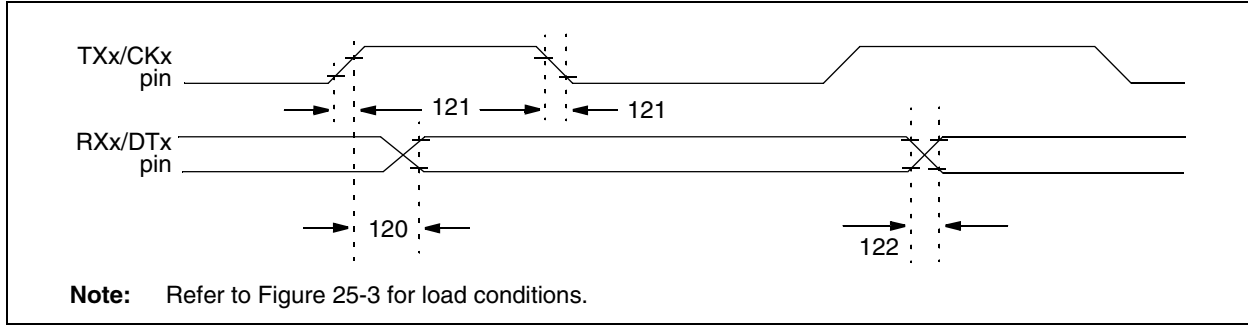 TXx/CKx
pin
121
121
RXx/DTx
pin
120
122
Note: Refer to Figure 25-3 for load conditions.